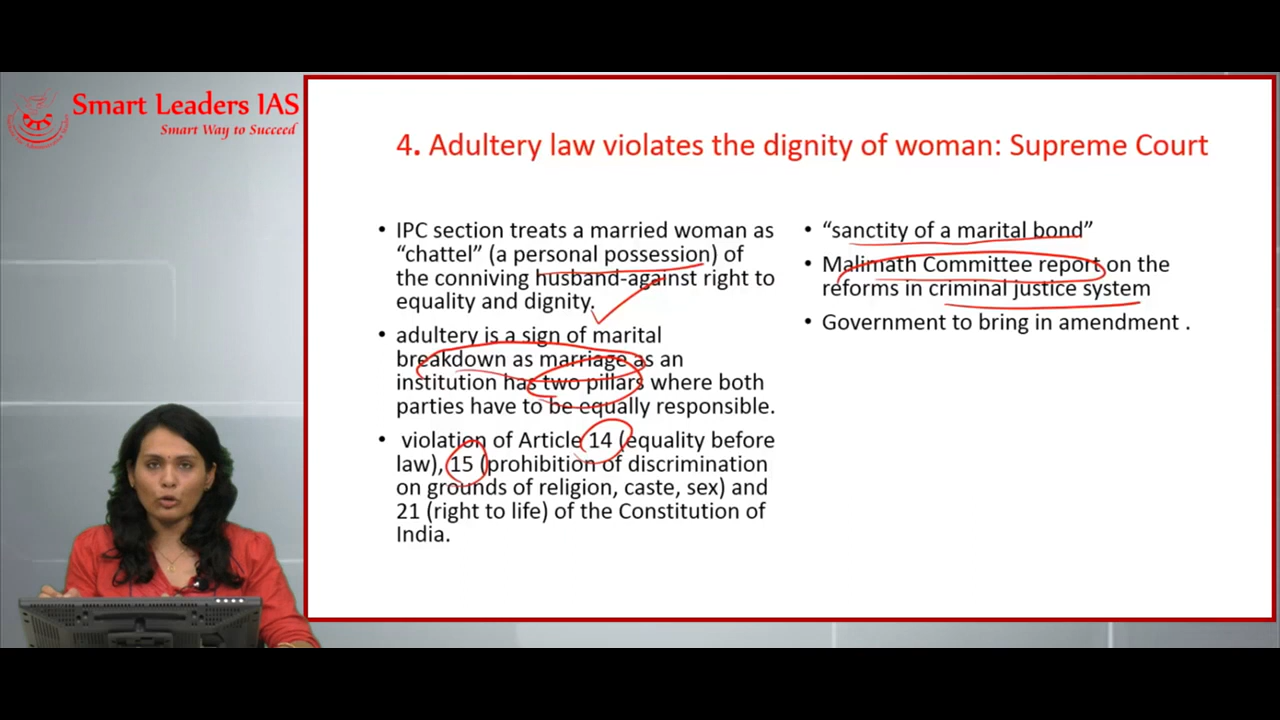 Smart Leaders IAS
Smart Way to Succeed
4. Adultery law violates the dignity of woman: Supreme Court
• IPC section treats a married woman as
“chattel” (a personal possession) of
the conniving husband-against right to
equality and dignity.
• adultery is a sign of marital
breakdown as marriage as an
institution has two pillars where both
parties have to be equally responsible.
• violation of Article 14 (equality before
law), 15 (prohibition of discrimination
on grounds of religion, caste, sex) and
21 (right to life) of the Constitution of
India.
• “sanctity of a marital bond”
• Malimath Committee report on the
reforms in criminal justice system
• Government to bring in amendment .